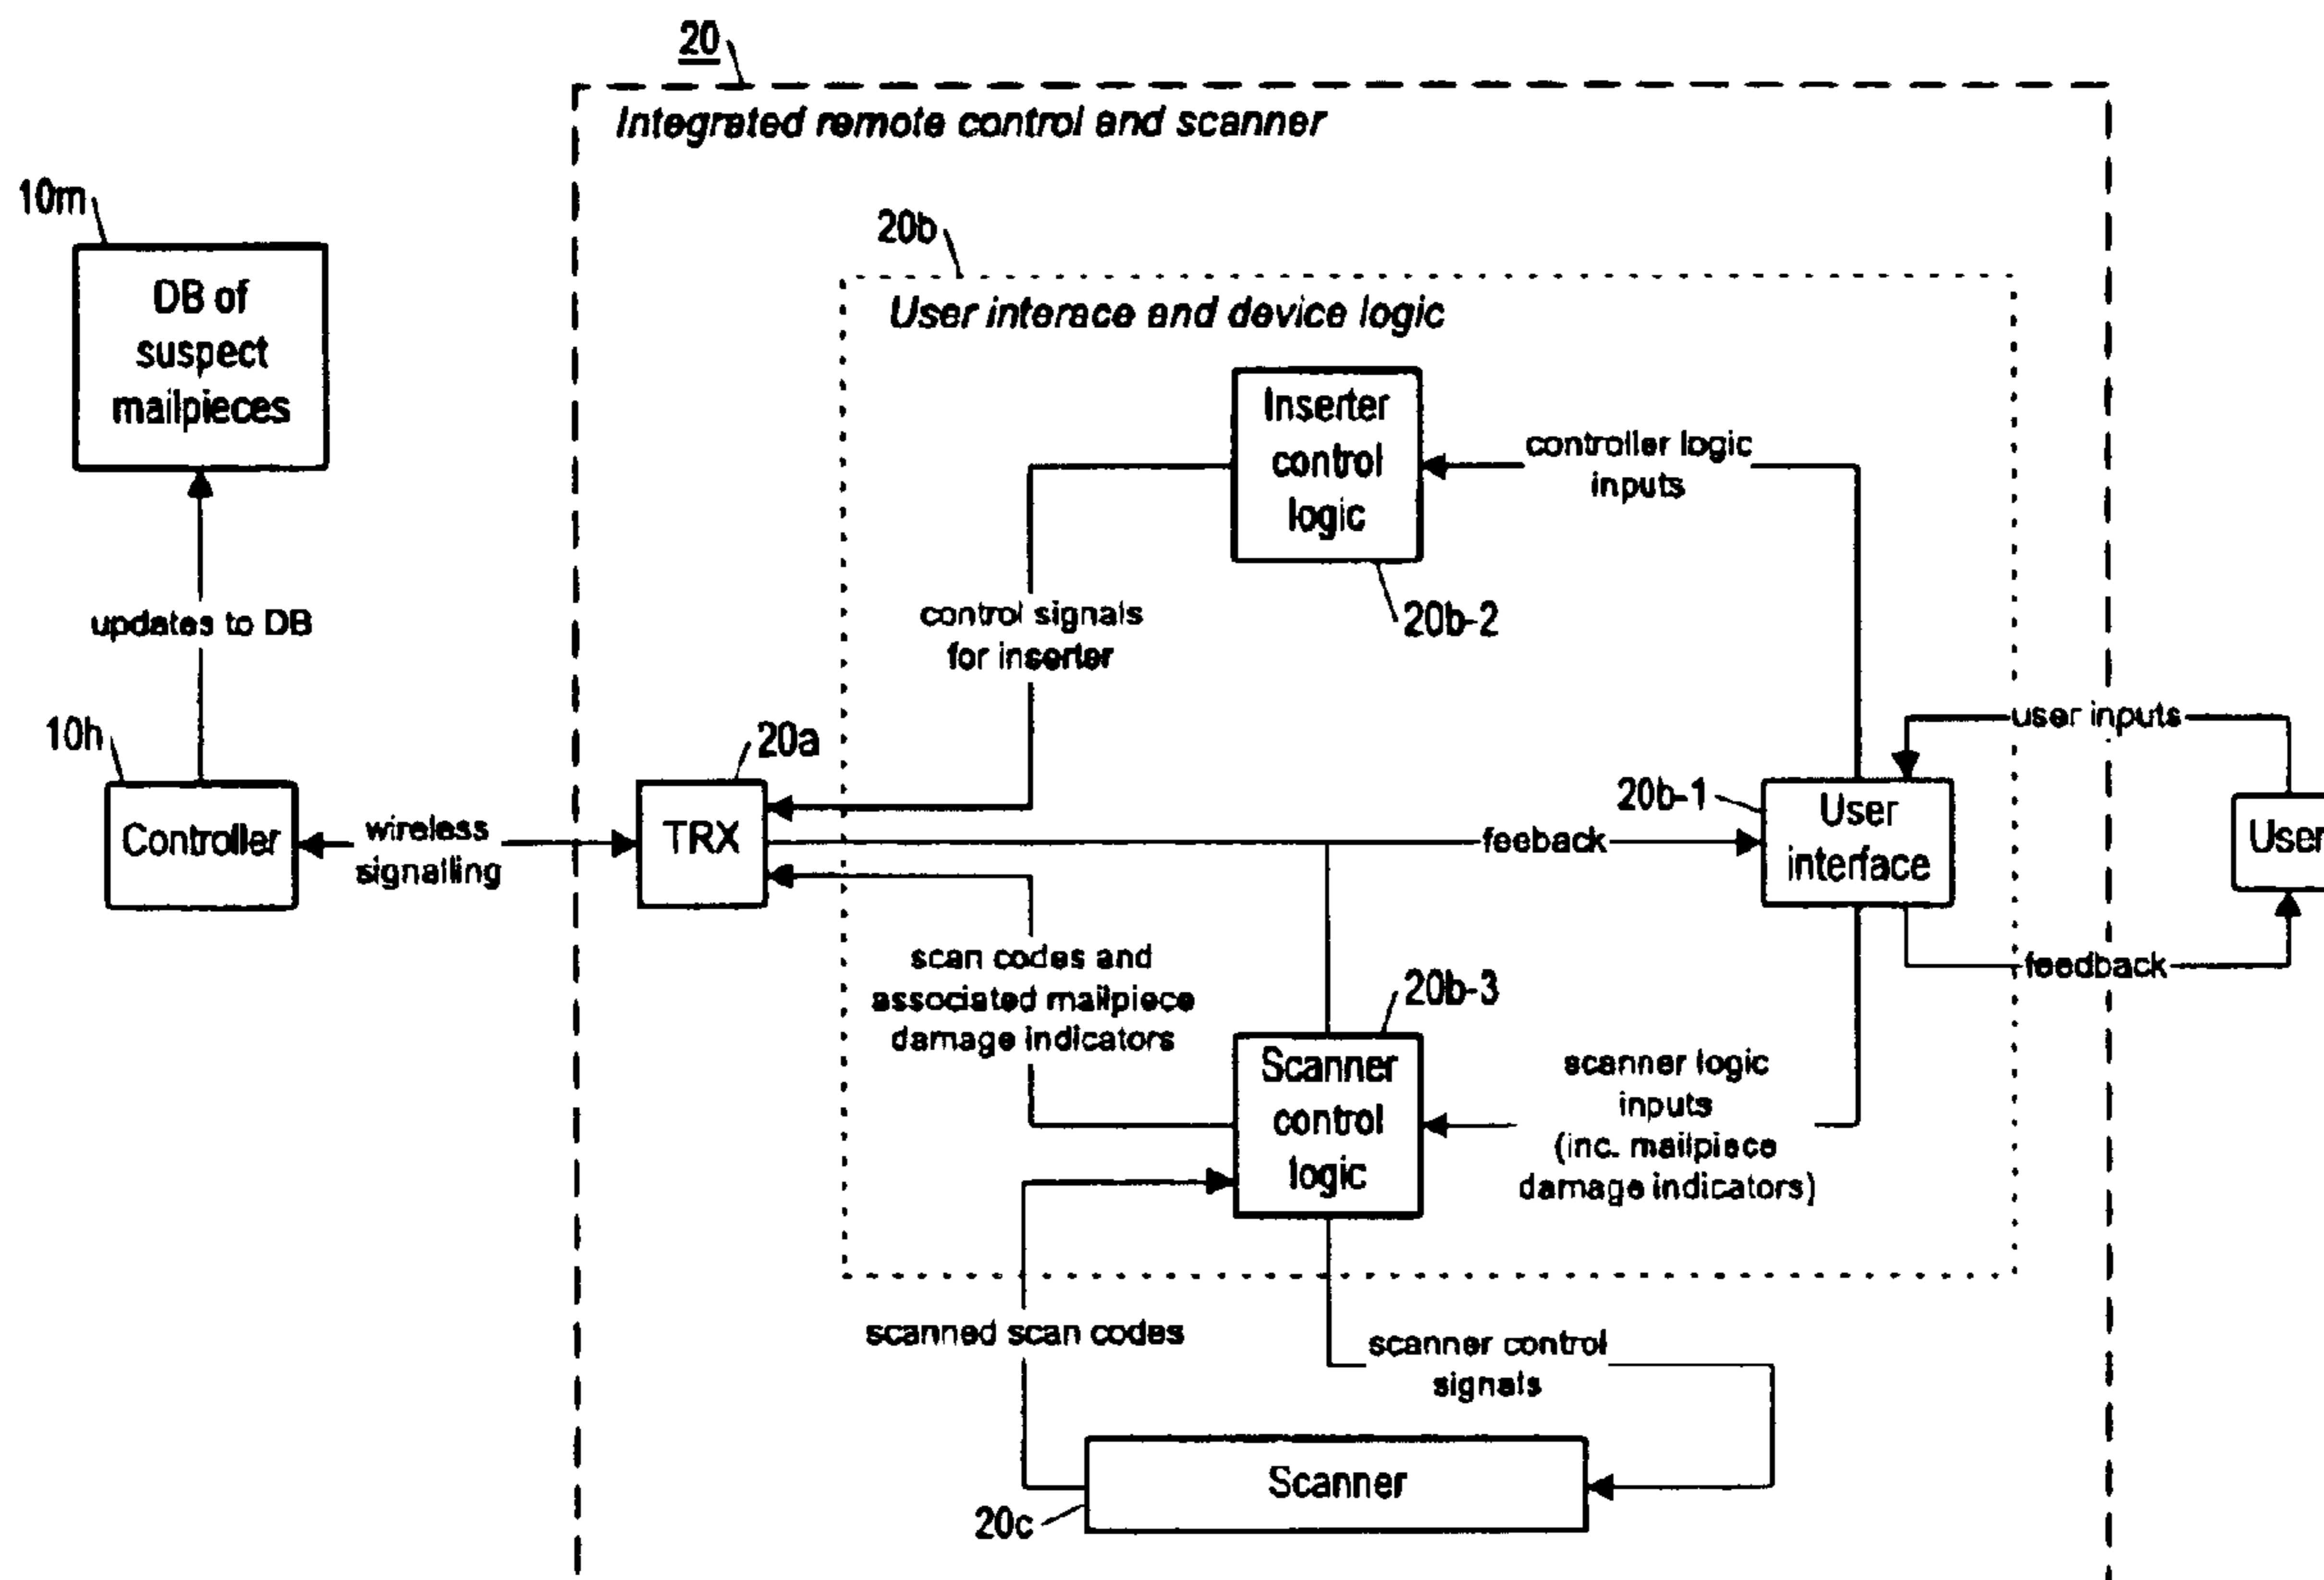 20
Integrated remote control and scanner
10m
20b
DB of
suspect
mailpieces
User interace and device logic
Inserter
control
logic
controller logic
inputs
20b-2
updates to DB
control signals
for inserter
user inputs
10h
20a
20b-1
Controller
wireless
signalling
TRX
feeback
User
interface
User
feedback
scan codes and
associated mailpiece
damage indicators
20b-3
Scanner
control
logic
scanner logic
inputs
(inc. mailpiece
damage indicators)
scanned scan codes
scanner control
signals
Scanner
20c